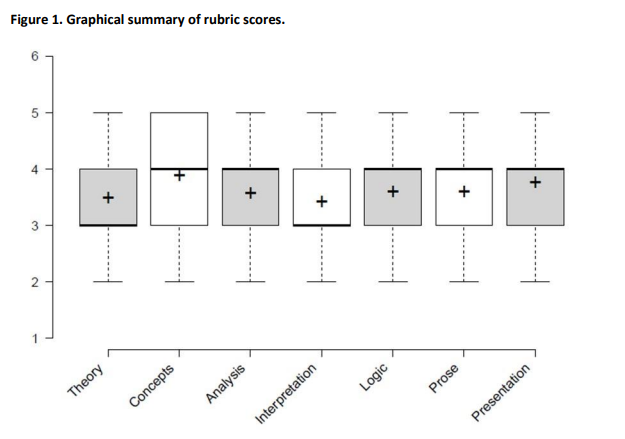 Figure 1. Graphical summary of rubric scores.
6
5
4
3
2
1
Theory
Concepts
Analysis
Interpretation
Logic
Prose
Presentation